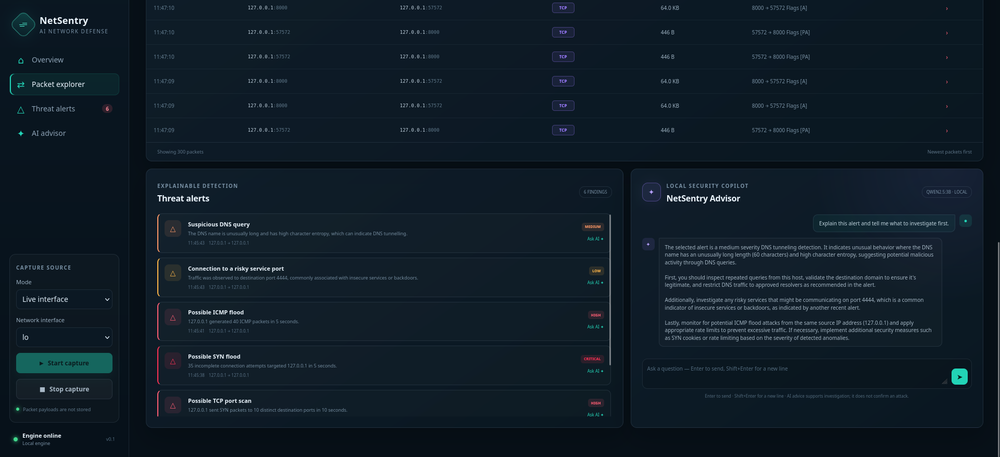 NetSentry
AI NETWORK DEFENSE
Overview
Packet explorer
Threat alerts 6
AI advisor
CAPTURE SOURCE
Mode
Live interface
Network interface
lo
Start capture
Stop capture
Packet payloads are not stored
Engine online
Local engine
v0.1
11:47:10 127.0.0.1:8000 127.0.0.1:57572 TCP 64.0 KB 8000 → 57572 Flags [A] ›
11:47:10 127.0.0.1:57572 127.0.0.1:8000 TCP 446 B 57572 → 8000 Flags [PA] ›
11:47:10 127.0.0.1:57572 127.0.0.1:8000 TCP 446 B 57572 → 8000 Flags [PA] ›
11:47:09 127.0.0.1:8000 127.0.0.1:57572 TCP 64.0 KB 8000 → 57572 Flags [A] ›
11:47:09 127.0.0.1:8000 127.0.0.1:57572 TCP 64.0 KB 8000 → 57572 Flags [A] ›
11:47:09 127.0.0.1:57572 127.0.0.1:8000 TCP 446 B 57572 → 8000 Flags [PA] ›
Showing 300 packets Newest packets first
EXPLAINABLE DETECTION
Threat alerts
6 FINDINGS
Suspicious DNS query MEDIUM
The DNS name is unusually long and has high character entropy, which can indicate DNS tunnelling.
11:45:43 127.0.0.1 → 127.0.0.1 Ask AI ✦
Connection to a risky service port LOW
Traffic was observed to destination port 4444, commonly associated with insecure services or backdoors.
11:45:43 127.0.0.1 → 127.0.0.1 Ask AI ✦
Possible ICMP flood HIGH
127.0.0.1 generated 40 ICMP packets in 5 seconds.
11:45:41 127.0.0.1 → 127.0.0.1 Ask AI ✦
Possible SYN flood CRITICAL
35 incomplete connection attempts targeted 127.0.0.1 in 5 seconds.
11:45:38 127.0.0.1 → 127.0.0.1 Ask AI ✦
Possible TCP port scan HIGH
127.0.0.1 sent SYN packets to 10 distinct destination ports in 10 seconds.
Ask AI ✦
LOCAL SECURITY COPILOT
NetSentry Advisor
QWEN2.5:3B · LOCAL
Explain this alert and tell me what to investigate first.
The selected alert is a medium severity DNS tunneling detection. It indicates unusual behavior where the DNS
name has an unusually long length (60 characters) and high character entropy, suggesting potential malicious
activity through DNS queries.
First, you should inspect repeated queries from this host, validate the destination domain to ensure it's
legitimate, and restrict DNS traffic to approved resolvers as recommended in the alert.
Additionally, investigate any risky services that might be communicating on port 4444, which is a common
indicator of insecure services or backdoors, as indicated by another recent alert.
Lastly, monitor for potential ICMP flood attacks from the same source IP address (127.0.0.1) and apply
appropriate rate limits to prevent excessive traffic. If necessary, implement additional security measures such
as SYN cookies or rate limiting based on the severity of detected anomalies.
Ask a question — Enter to send, Shift+Enter for a new line
Enter to send · Shift+Enter for a new line · AI advice supports investigation; it does not confirm an attack.